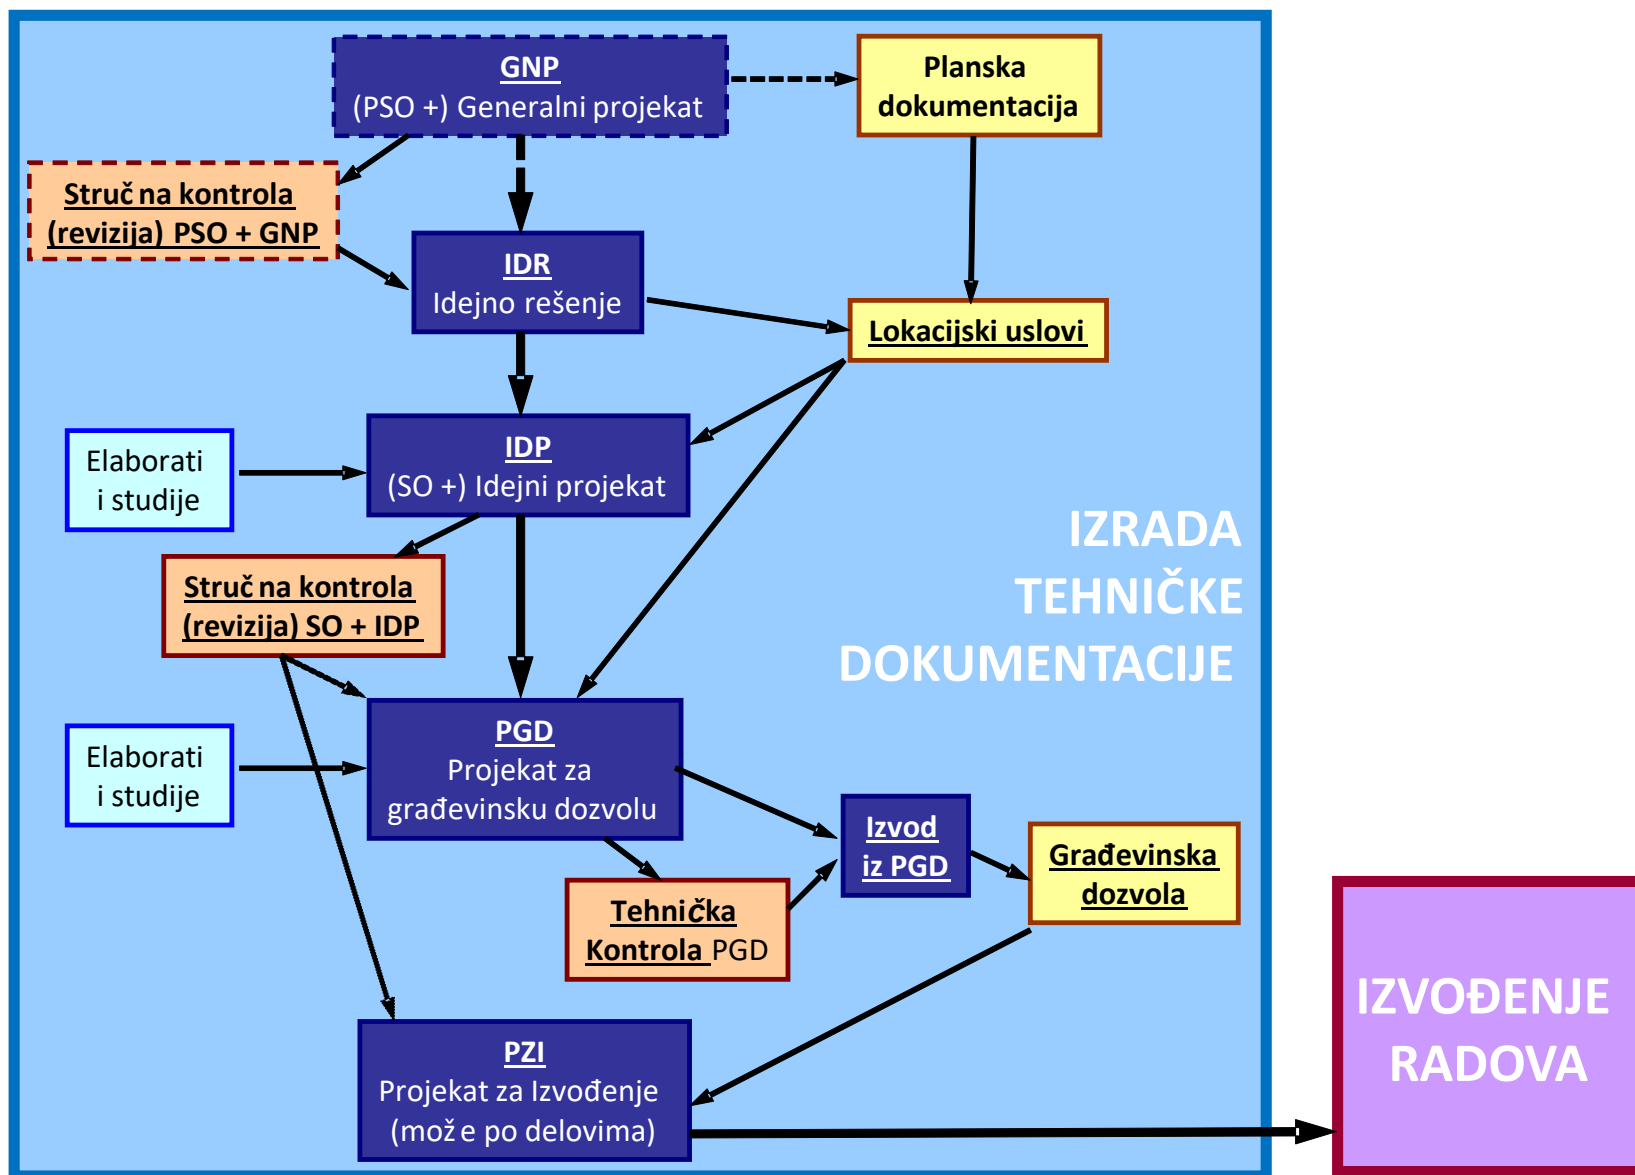 GNP
(PSO +) Generalni projekat
Planska
dokumentacija
Stručna kontrola
(revizija) PSO + GNP
IDR
Idejno rešenje
Lokacijski uslovi
IDP
(SO +) Idejni projekat
Elaborati
i studije
IZRADA
TEHNIČKE
DOKUMENTACIJE
Stručna kontrola
(revizija) SO + IDP
PGD
Projekat za
građevinsku dozvolu
Elaborati
i studije
Izvod
iz PGD
Građevinska
dozvola
Tehnička
Kontrola PGD
IZVOĐENJE
RADOVA
PZI
Projekat za Izvođenje
(može po delovima)